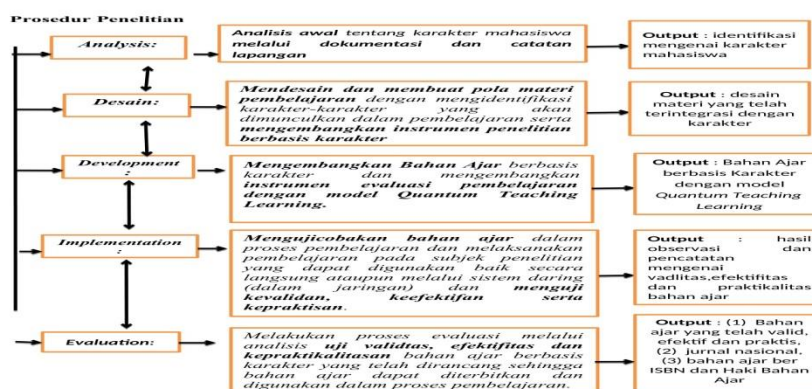 Prosedur Penelitian
Analysis:
Analisis awal tentang karakter mahasiswa
melalui dokumentasi dan catatan
lapangan
Output : identifikasi
mengenai karakter
mahasiswa
Desain:
Mendesain dan membuat pola materi
pembelajaran dengan mengidentifikasi
karakter-karakter yang akan
dimunculkan dalam pembelajaran serta
mengembangkan instrumen penelitian
berbasis karakter
Output : desain
materi yang telah
terintegrasi dengan
karakter
Development
:
Mengembangkan Bahan Ajar berbasis
karakter dan mengembangkan
instrumen evaluasi pembelajaran
dengan model Quantum Teaching
Learning.
Output : Bahan Ajar
berbasis Karakter
dengan model
Quantum Teaching
Learning
Implementation
:
Mengujicobakan bahan ajar dalam
proses pembelajaran dan melaksanakan
pembelajaran pada subjek penelitian
yang dapat digunakan baik secara
langsung ataupun melalui sistem daring
(dalam jaringan) dan menguji
kevalidan, keefektifan serta
kepraktisan.
Output : hasil
observasi dan
pencatatan
mengenai
vadlitas,efektifitas
dan praktikalitas
bahan ajar
Evaluation:
Melakukan proses evaluasi melalui
analisis uji validtas, efektifitas dan
kepraktikalitasan bahan ajar berbasis
karakter yang telah dirancang sehingga
bahan ajar dapat diterbitkan dan
digunakan dalam proses pembelajaran.
Output : (1) Bahan
ajar yang telah valid,
efektif dan praktis,
(2) jurnal nasional.
(3) bahan ajar ber
ISBN dan Haki Bahan
Ajar